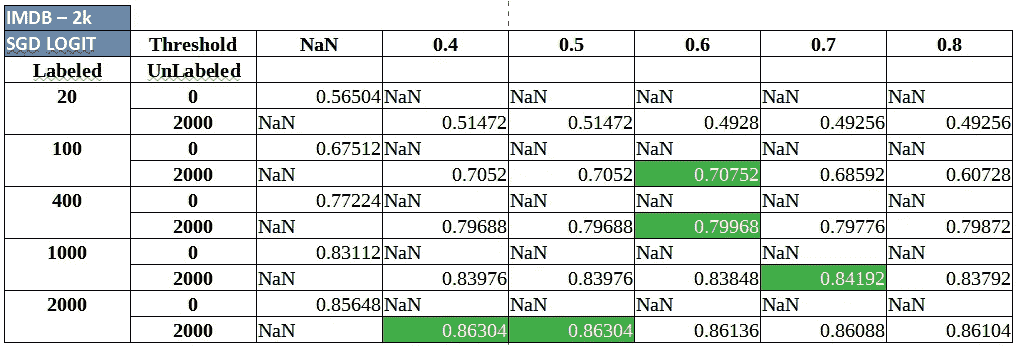 IMDB – 2k
SGD LOGIT Threshold NaN 0.4 0.5 0.6 0.7 0.8
Labeled UnLabeled
20 0 0.56504 NaN NaN NaN NaN NaN
2000 NaN 0.51472 0.51472 0.4928 0.49256 0.49256
100 0 0.67512 NaN NaN NaN NaN NaN
2000 NaN 0.7052 0.7052 0.70752 0.68592 0.60728
400 0 0.77224 NaN NaN NaN NaN NaN
2000 NaN 0.79688 0.79688 0.79968 0.79776 0.79872
1000 0 0.83112 NaN NaN NaN NaN NaN
2000 NaN 0.83976 0.83976 0.83848 0.84192 0.83792
2000 0 0.85648 NaN NaN NaN NaN NaN
2000 NaN 0.86304 0.86304 0.86136 0.86088 0.86104